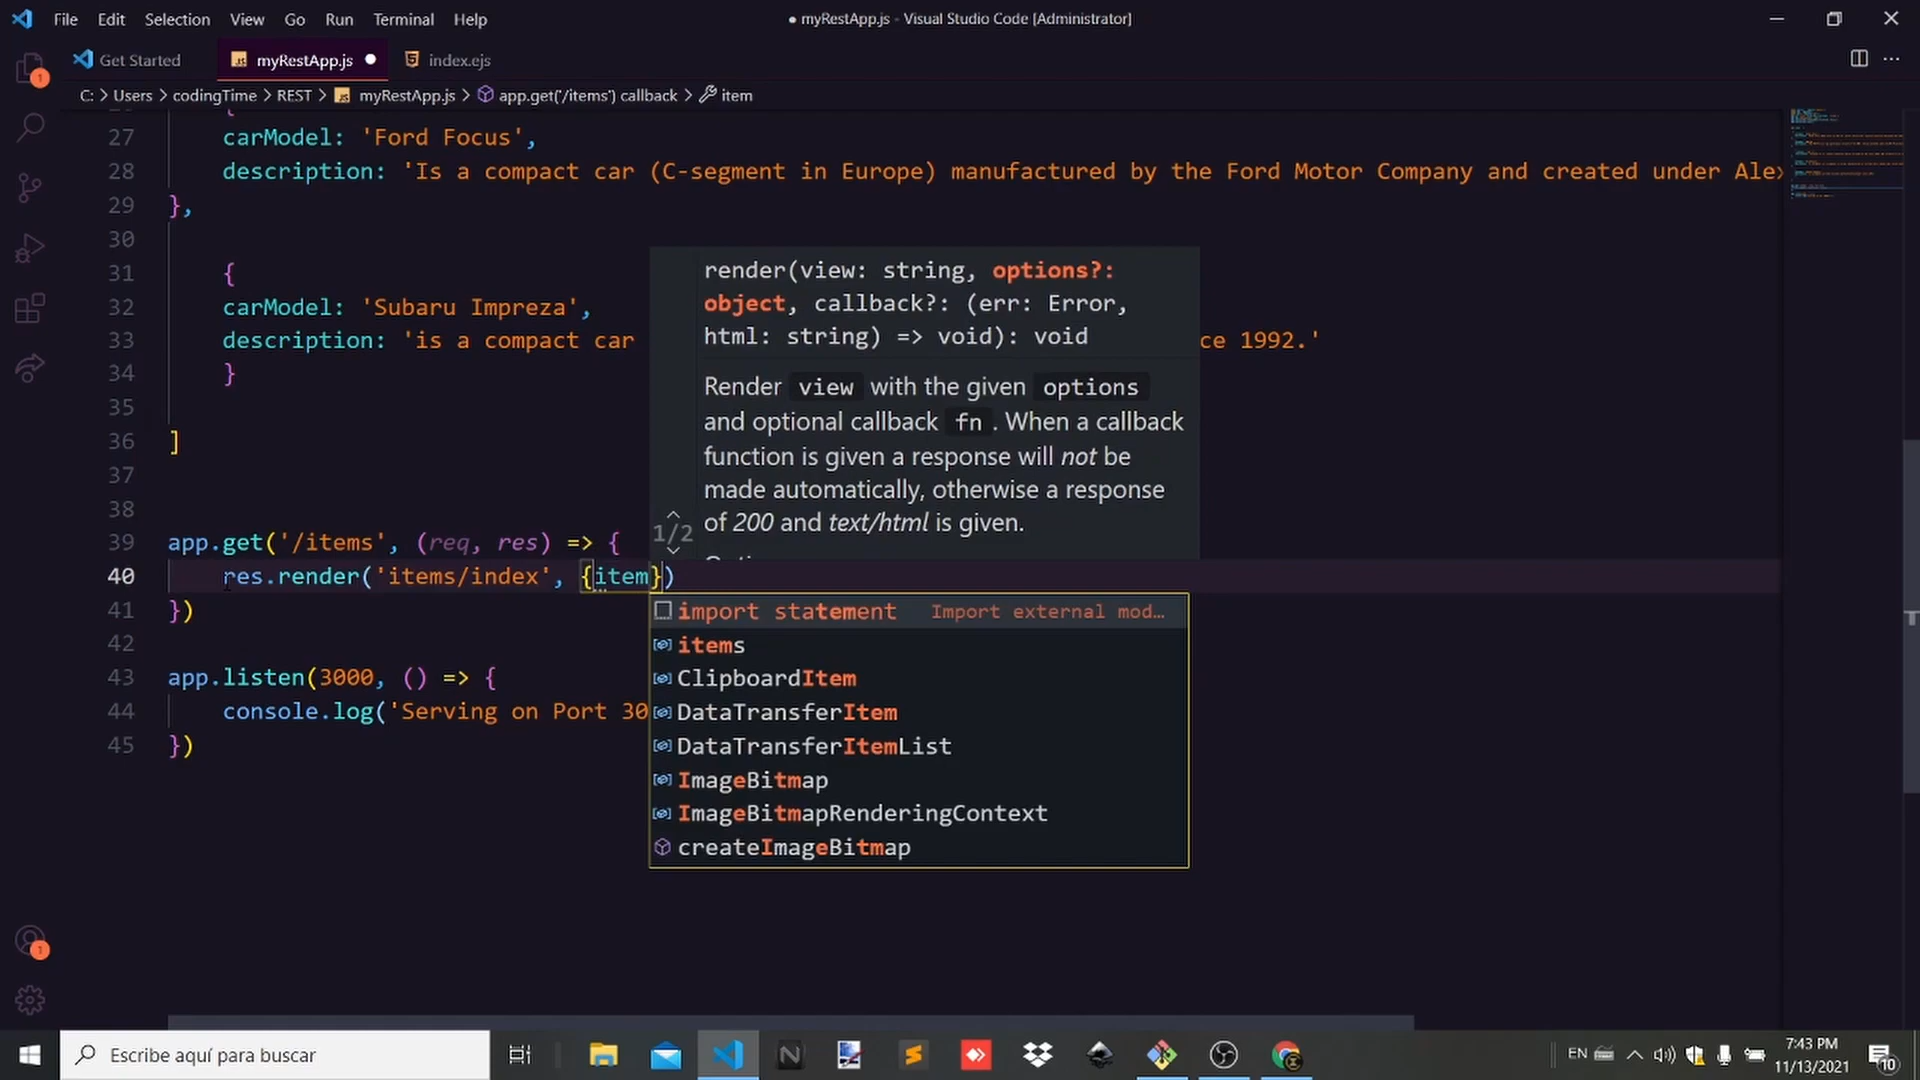 File Edit Selection View Go Run Terminal Help
● myRestApp.js - Visual Studio Code [Administrator]
Get Started
myRestApp.js ●
index.ejs
C: > Users > codingTime > REST > myRestApp.js > app.get('/items') callback > item
27 carModel: 'Ford Focus',
28 description: 'Is a compact car (C-segment in Europe) manufactured by the Ford Motor Company and created under Alex
29 },
30
31 {
32 carModel: 'Subaru Impreza',
33 description: 'is a compact car ce 1992.'
34 }
35
36 ]
37
38
39 app.get('/items', (req, res) => {
40 res.render('items/index', {item})
41 })
42
43 app.listen(3000, () => {
44 console.log('Serving on Port 30
45 })
render(view: string, options?:
object, callback?: (err: Error,
html: string) => void): void
Render view with the given options
and optional callback fn . When a callback
function is given a response will not be
made automatically, otherwise a response
of 200 and text/html is given.
1/2
import statement Import external mod…
items
ClipboardItem
DataTransferItem
DataTransferItemList
ImageBitmap
ImageBitmapRenderingContext
createImageBitmap
1
1
Escribe aquí para buscar
EN
7:43 PM
11/13/2021
10